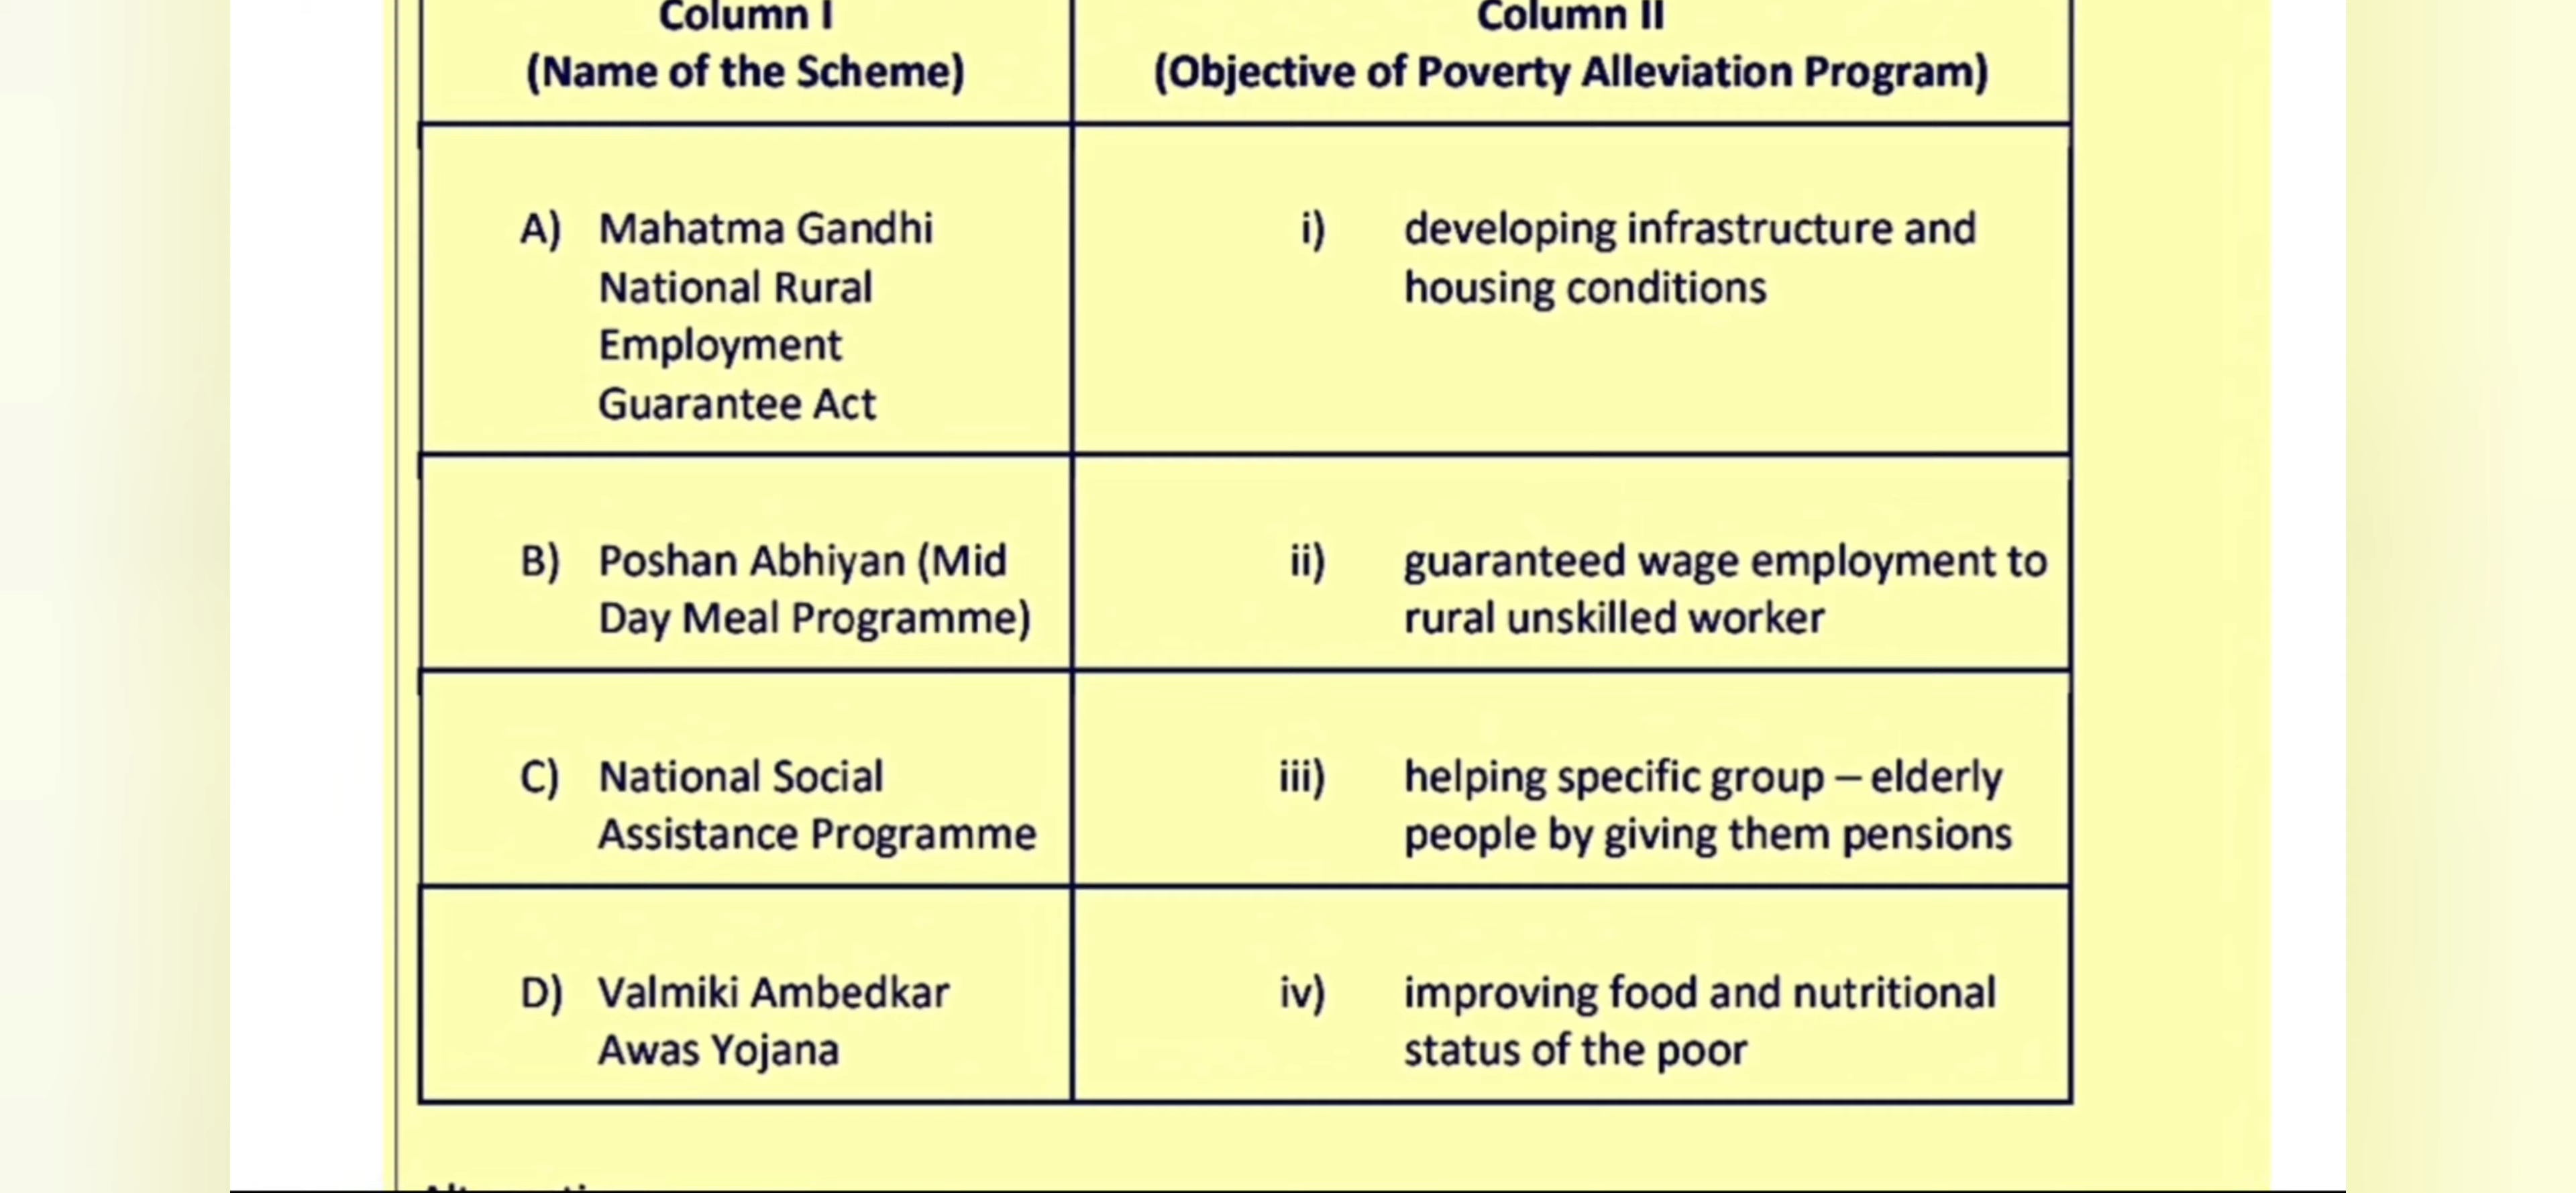 Column I
(Name of the Scheme)
Column II
(Objective of Poverty Alleviation Program)
A) Mahatma Gandhi
National Rural
Employment
Guarantee Act
i) developing infrastructure and
housing conditions
B) Poshan Abhiyan (Mid
Day Meal Programme)
ii) guaranteed wage employment to
rural unskilled worker
C) National Social
Assistance Programme
iii) helping specific group – elderly
people by giving them pensions
D) Valmiki Ambedkar
Awas Yojana
iv) improving food and nutritional
status of the poor